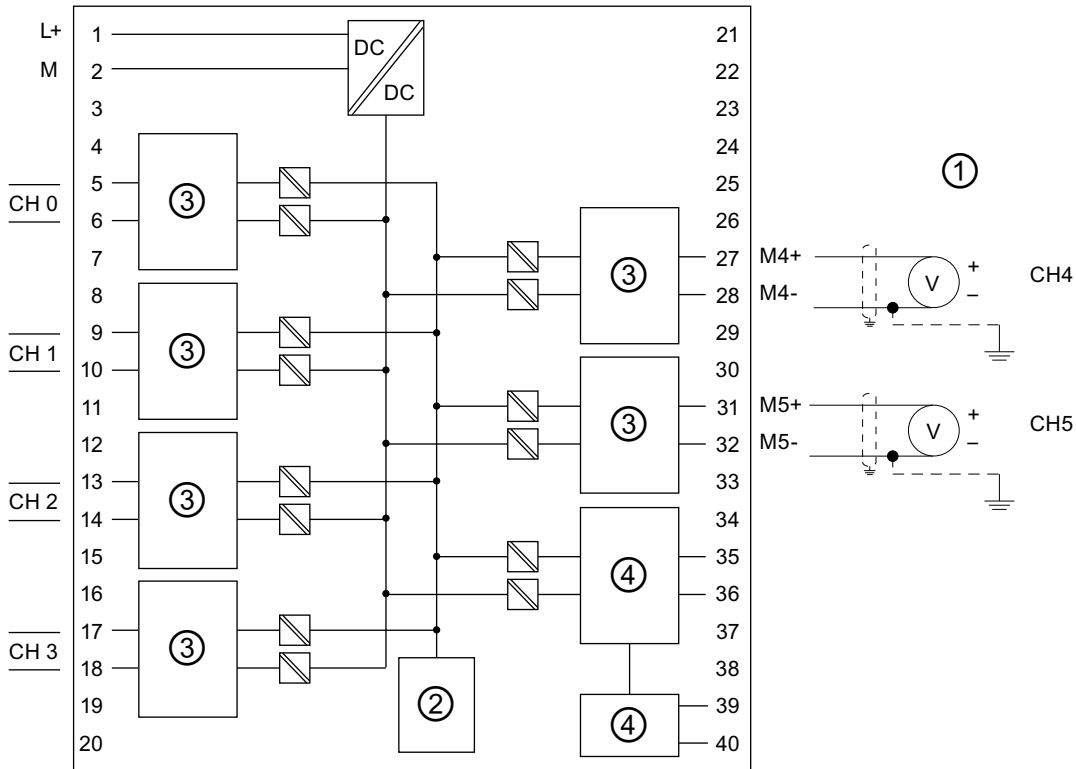 L+ 1 DC 21
M 2 22
3 DC 23
4 24
5 25 ①
CH 0 ③
6 26
7 27 M4+ +
③ V CH4
8 28 M4- –
9 29
CH 1 ③
10 30
11 31 M5+ +
③ V CH5
12 32 M5- –
13 33
CH 2 ③
14 34
15 35
④
16 36
17 37
CH 3 ③
18 38
19 ② 39
④
20 40